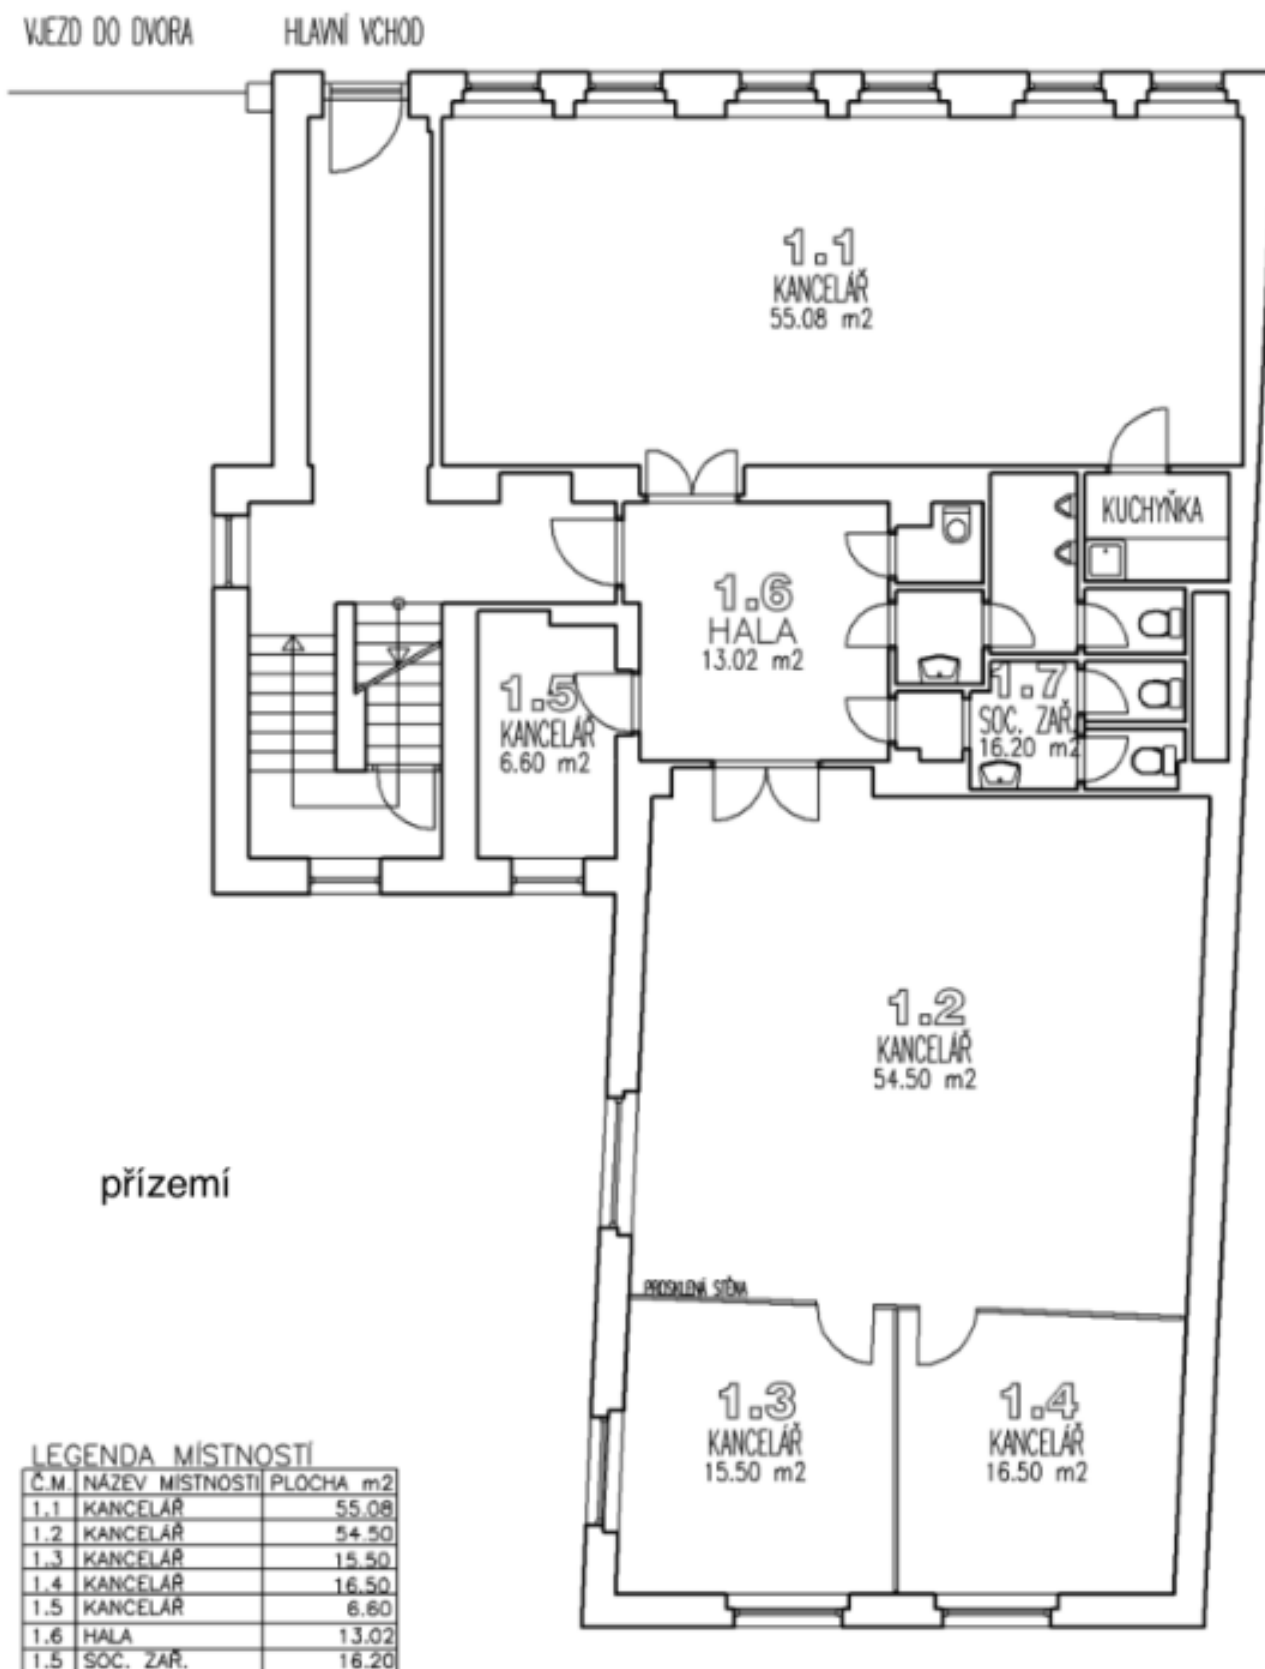 VJEZD DO DVORA
HLAVNÍ VCHOD
1.1
KANCELÁŘ
55.08 m2
KUCHYŇKA
1.6
HALA
13.02 m2
1.5
KANCELÁŘ
6.60 m2
1.7
SOC. ZAŘ.
16.20 m2
1.2
KANCELÁŘ
54.50 m2
přízemí
PROSKLENÁ STĚNA
1.3
KANCELÁŘ
15.50 m2
1.4
KANCELÁŘ
16.50 m2
LEGENDA MÍSTNOSTÍ
Č.M. NÁZEV MÍSTNOSTI PLOCHA m2
1.1 KANCELÁŘ 55.08
1.2 KANCELÁŘ 54.50
1.3 KANCELÁŘ 15.50
1.4 KANCELÁŘ 16.50
1.5 KANCELÁŘ 6.60
1.6 HALA 13.02
1.5 SOC. ZAŘ. 16.20